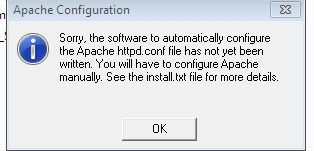 Apache Configuration
Sorry, the software to automatically configure
the Apache httpd.conf file has not yet been
written. You will have to configure Apache
manually. See the install.txt file for more details.
OK